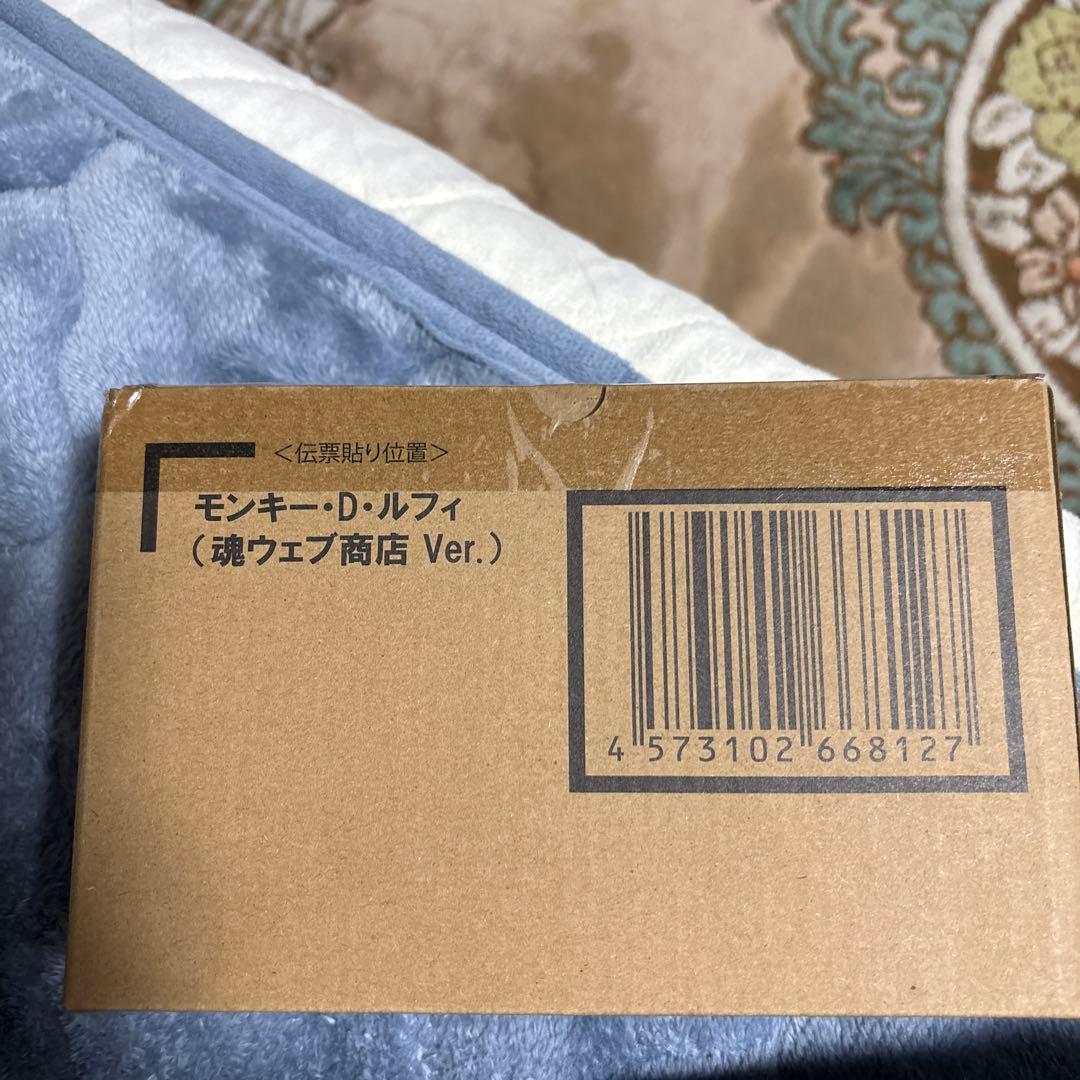 <伝票貼り位置>
モンキー・D・ルフィ
(魂ウェブ商店 Ver.)
4 573102 668127